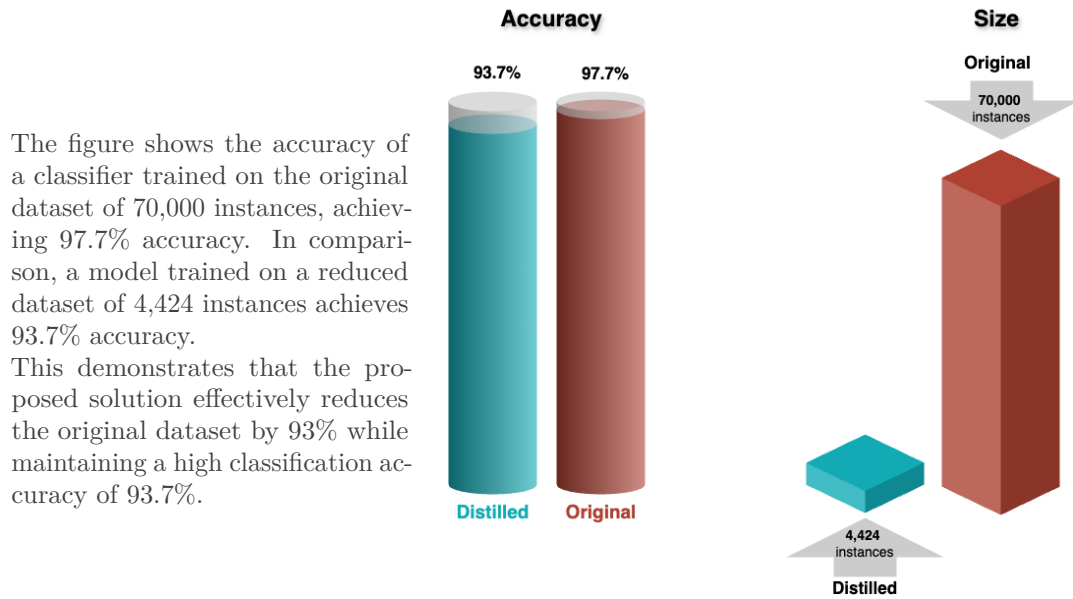 The figure shows the accuracy of
a classifier trained on the original
dataset of 70,000 instances, achiev-
ing 97.7% accuracy. In compari-
son, a model trained on a reduced
dataset of 4,424 instances achieves
93.7% accuracy.
This demonstrates that the pro-
posed solution effectively reduces
the original dataset by 93% while
maintaining a high classification ac-
curacy of 93.7%.
Accuracy
93.7%
97.7%
Distilled
Original
Size
Original
70,000
instances
4,424
instances
Distilled